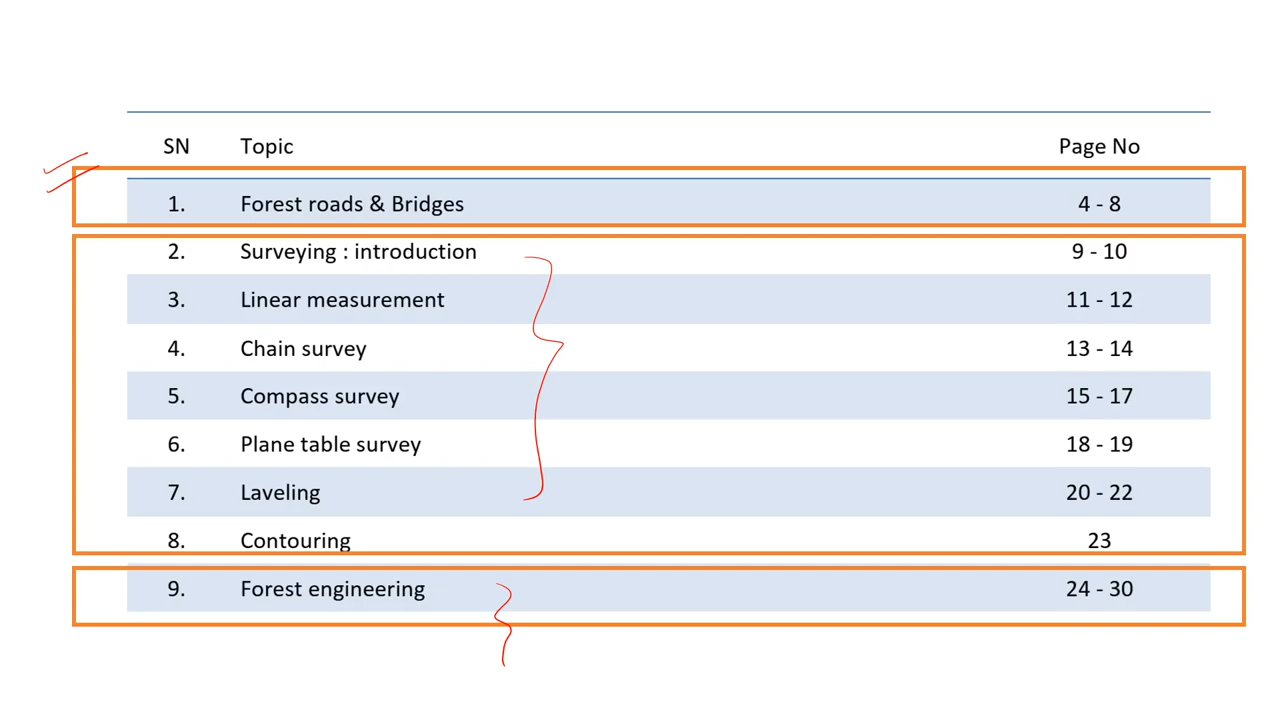 SN Topic Page No
1. Forest roads & Bridges 4 - 8
2. Surveying : introduction 9 - 10
3. Linear measurement 11 - 12
4. Chain survey 13 - 14
5. Compass survey 15 - 17
6. Plane table survey 18 - 19
7. Laveling 20 - 22
8. Contouring 23
9. Forest engineering 24 - 30